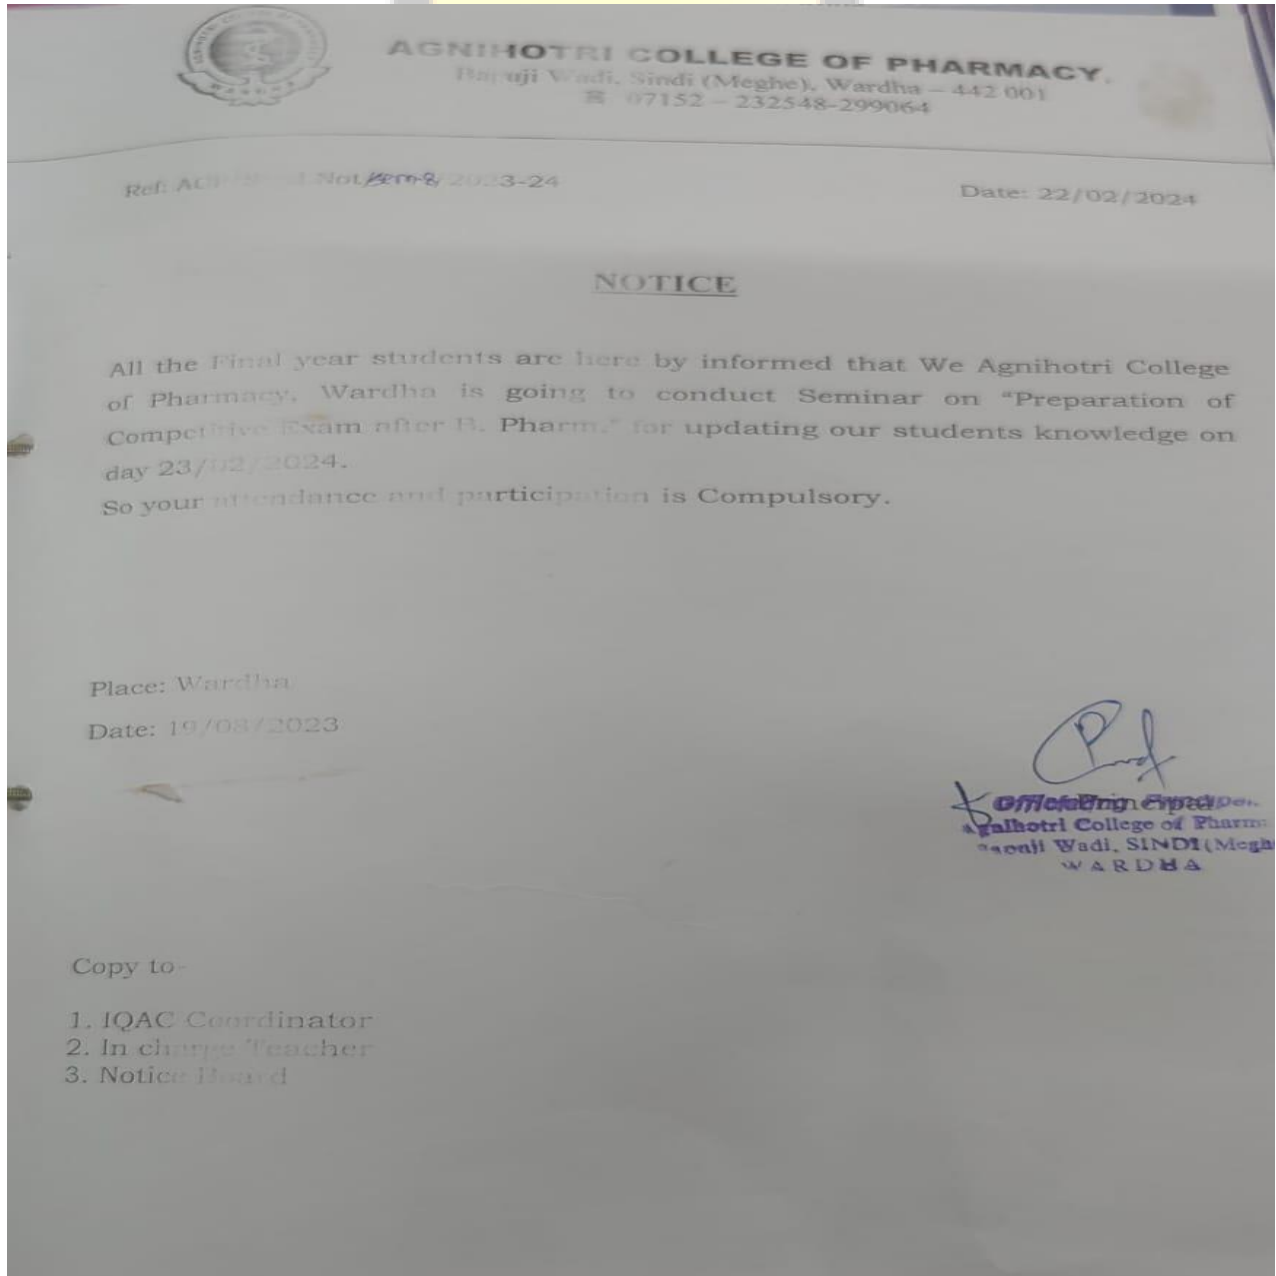 AGNIHOTRI COLLEGE OF PHARMACY.
Bapuji Wadi, Sindi (Meghe), Wardha – 442 001
☎ 07152 – 232548-299064
Ref: Not 2023-24
Date: 22/02/2024
NOTICE
All the Final year students are here by informed that We Agnihotri College
of Pharmacy, Wardha is going to conduct Seminar on “Preparation of
Competitive Exam after B. Pharm.” for updating our students knowledge on
day 23/02/2024.
So your attendance and participation is Compulsory.
Place: Wardha
Date: 19/08/2023
Officiating
Agnihotri College of Pharm
Wadi, SINDI (Megh
WARDHA
Copy to-
1. IQAC Coordinator
2. In charge Teacher
3. Notice Board